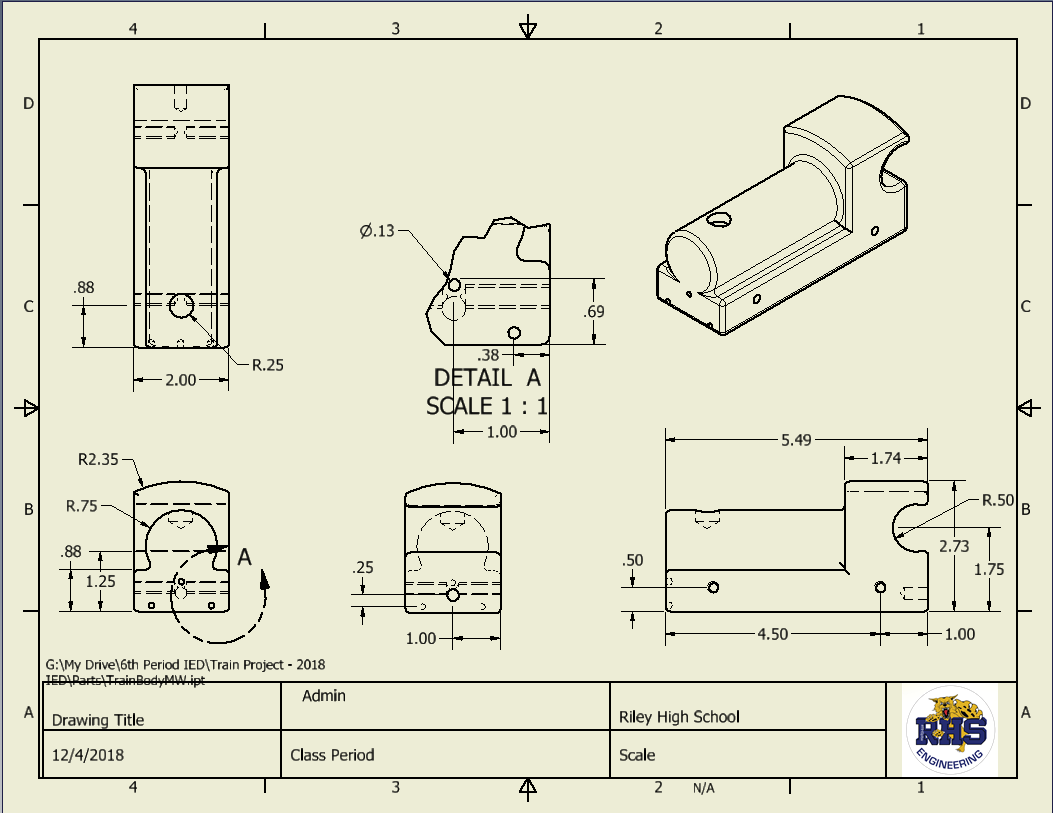 4 3 2 1
D D
.88
R.25
2.00
Ø.13
.69
.38
DETAIL A
SCALE 1 : 1
1.00
C C
R2.35
R.75
.88
1.25
A
.25
1.00
5.49
1.74
R.50
2.73
1.75
.50
4.50
1.00
B B
G:\My Drive\6th Period IED\Train Project - 2018
IED\Parts\TrainBodyMW.ipt
A A
Drawing Title
Admin
Riley High School
12/4/2018
Class Period
Scale
RHS
ENGINEERING
4 3 2 N/A 1